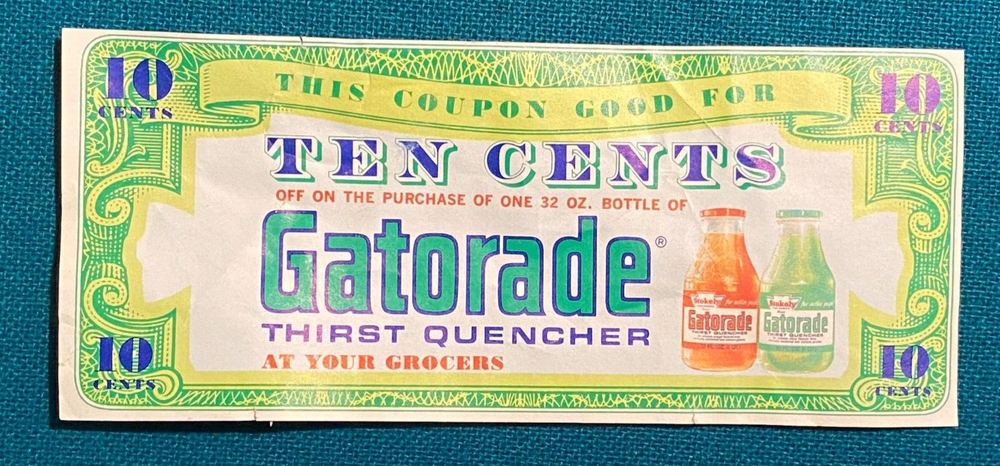 10 CENTS
10 CENTS
THIS COUPON GOOD FOR
TEN CENTS
OFF ON THE PURCHASE OF ONE 32 OZ. BOTTLE OF
Gatorade®
THIRST QUENCHER
AT YOUR GROCERS
10 CENTS
10 CENTS
Stokely
Gatorade
THIRST QUENCHER
Stokely
Gatorade
THIRST QUENCHER